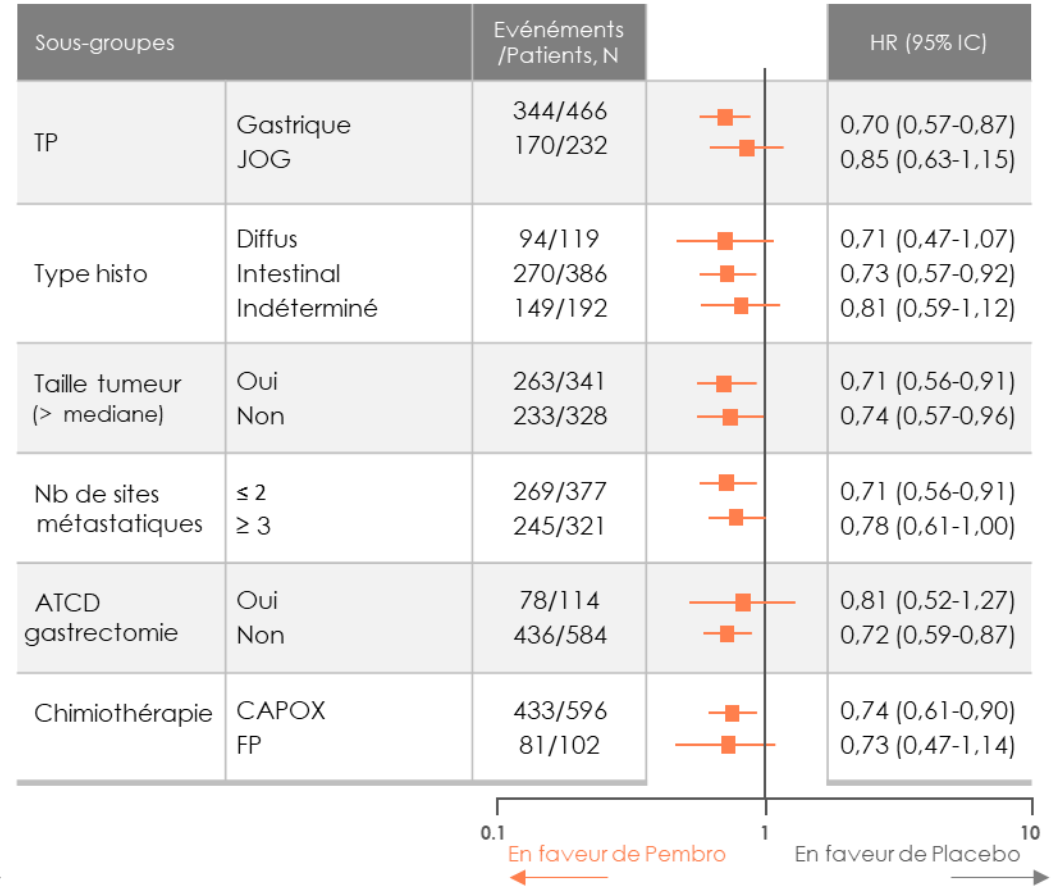 Sous-groupes
Evénéments
/Patients, N
HR (95% IC)
TP
Gastrique 344/466 0,70 (0,57-0,87)
JOG 170/232 0,85 (0,63-1,15)
Type histo
Diffus 94/119 0,71 (0,47-1,07)
Intestinal 270/386 0,73 (0,57-0,92)
Indéterminé 149/192 0,81 (0,59-1,12)
Taille tumeur
(> mediane)
Oui 263/341 0,71 (0,56-0,91)
Non 233/328 0,74 (0,57-0,96)
Nb de sites
métastatiques
≤ 2 269/377 0,71 (0,56-0,91)
≥ 3 245/321 0,78 (0,61-1,00)
ATCD
gastrectomie
Oui 78/114 0,81 (0,52-1,27)
Non 436/584 0,72 (0,59-0,87)
Chimiothérapie
CAPOX 433/596 0,74 (0,61-0,90)
FP 81/102 0,73 (0,47-1,14)
0.1 1 10
En faveur de Pembro En faveur de Placebo